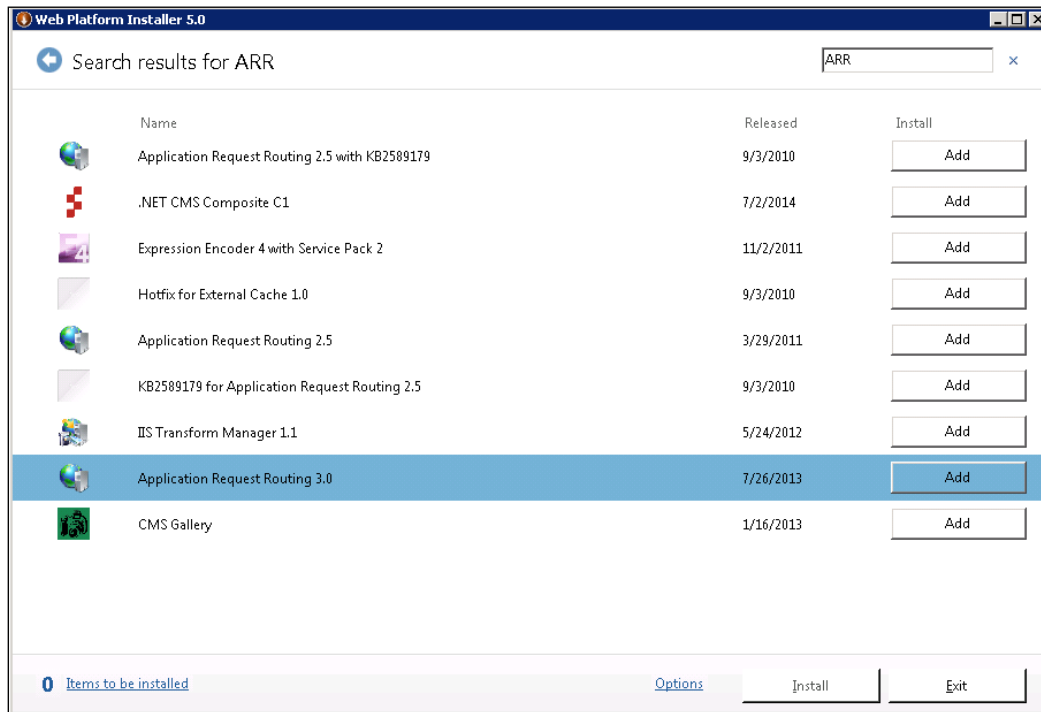 Web Platform Installer 5.0
Search results for ARR
ARR
Name Released Install
Application Request Routing 2.5 with KB2589179 9/3/2010 Add
.NET CMS Composite C1 7/2/2014 Add
Expression Encoder 4 with Service Pack 2 11/2/2011 Add
Hotfix for External Cache 1.0 9/3/2010 Add
Application Request Routing 2.5 3/29/2011 Add
KB2589179 for Application Request Routing 2.5 9/3/2010 Add
IIS Transform Manager 1.1 5/24/2012 Add
Application Request Routing 3.0 7/26/2013 Add
CMS Gallery 1/16/2013 Add
0 Items to be installed Options Install Exit